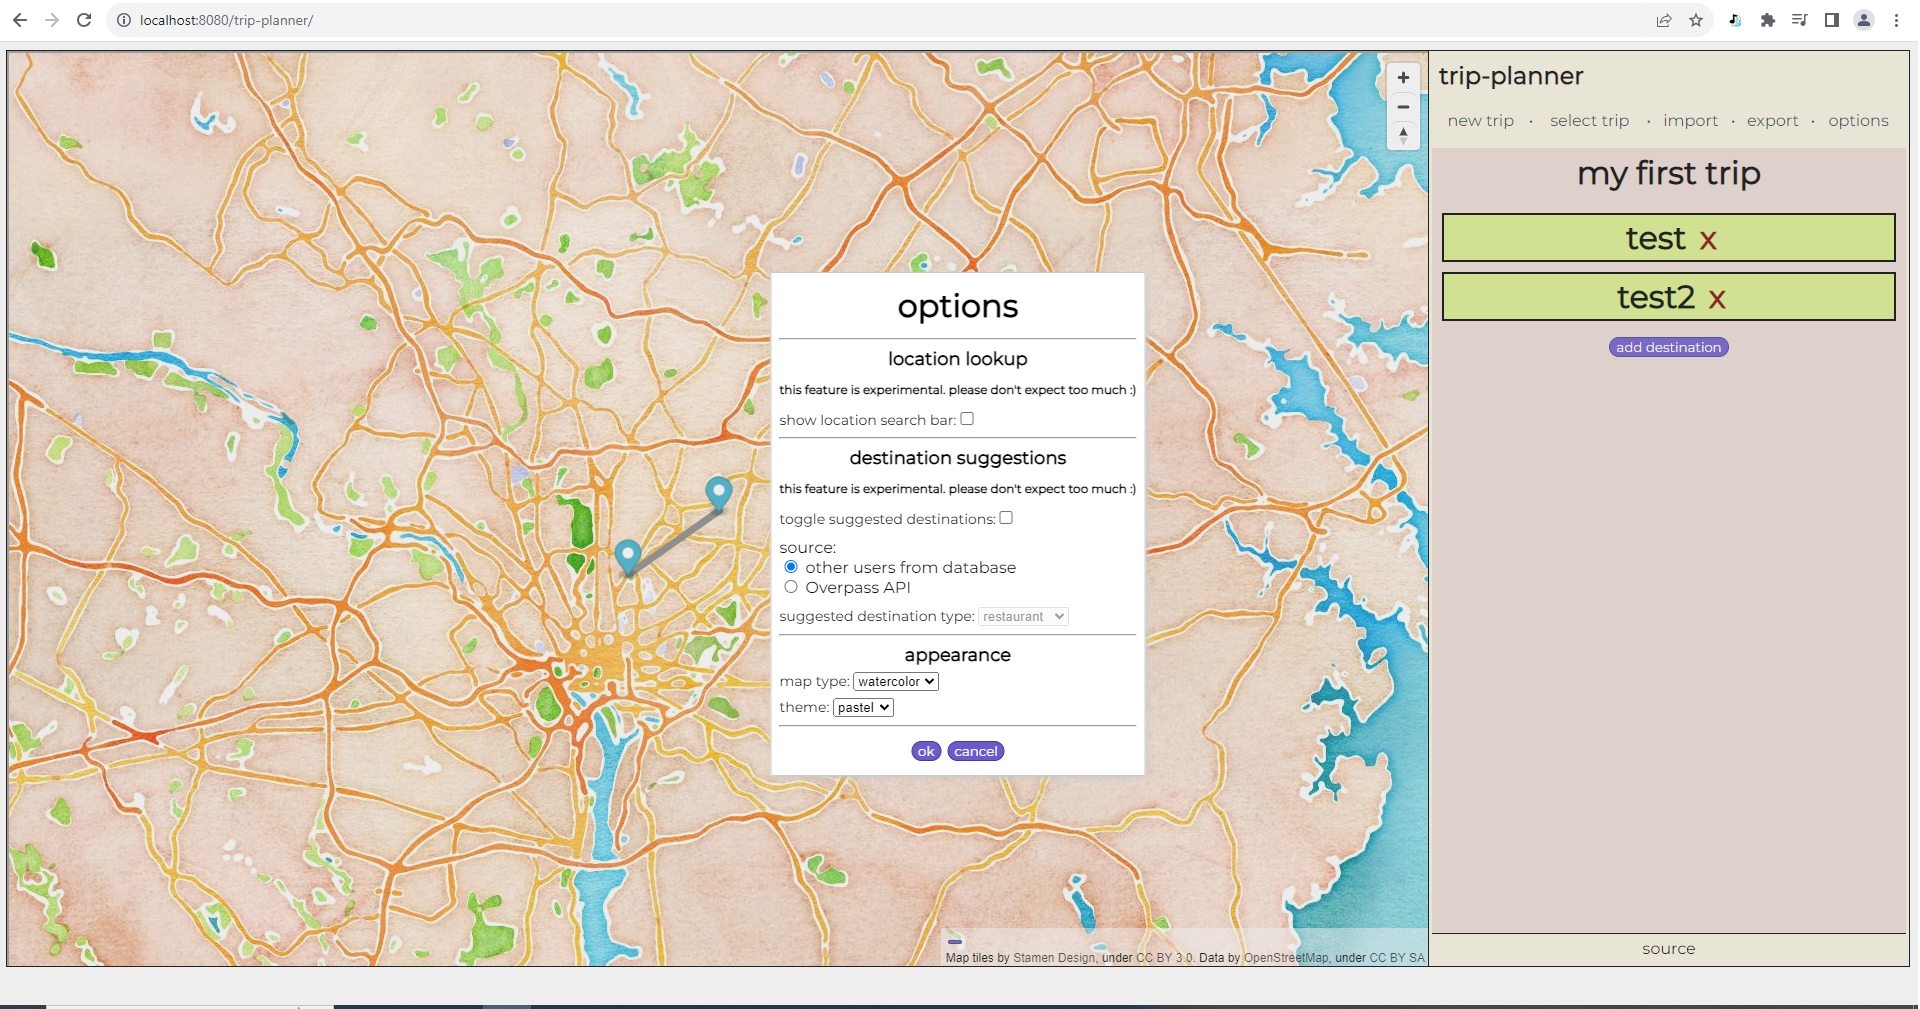 localhost:8080/trip-planner/
trip-planner
new trip · select trip · import · export · options
my first trip
test x
test2 x
add destination
options
location lookup
this feature is experimental. please don't expect too much :)
show location search bar:
destination suggestions
this feature is experimental. please don't expect too much :)
toggle suggested destinations:
source:
other users from database
Overpass API
suggested destination type: restaurant
appearance
map type: watercolor
theme: pastel
ok cancel
Map tiles by Stamen Design, under CC BY 3.0. Data by OpenStreetMap, under CC BY SA
source